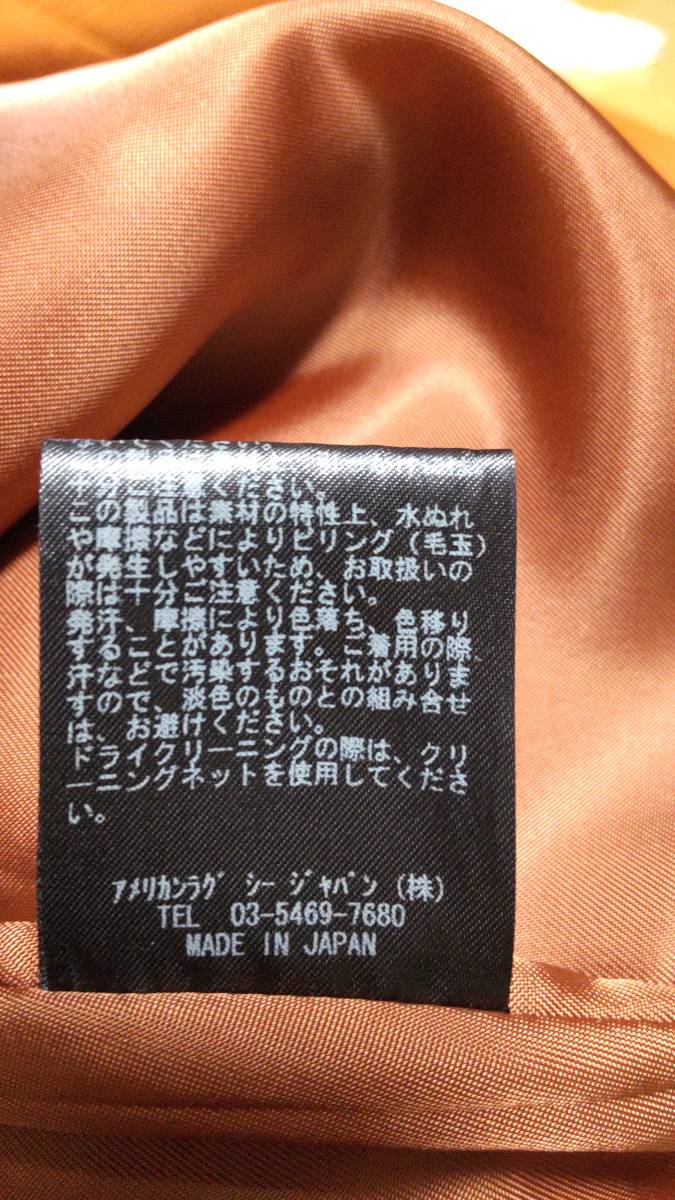 ください。
十分ご注意ください。
この製品は素材の特性上、水ぬれ
や摩擦などによりピリング(毛玉)
が発生しやすいため、お取扱いの
際は十分ご注意ください。
発汗、摩擦により色落ち、色移り
することがあります。ご着用の際
汗などで汚染するおそれがありま
すので、淡色のものとの組み合せ
は、お避けください。
ドライクリーニングの際は、クリ
ーニングネットを使用してくださ
い。
アメリカンラグ シー ジャパン(株)
TEL 03-5469-7680
MADE IN JAPAN